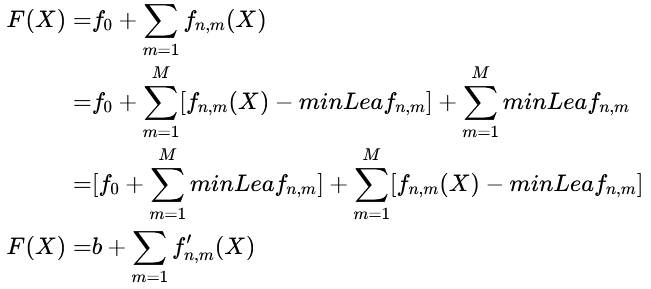 F(X) = f_0 + \sum_{m=1} f_{n,m}(X)
= f_0 + \sum_{m=1}^{M} [f_{n,m}(X) - minLeaf_{n,m}] + \sum_{m=1}^{M} minLeaf_{n,m}
= [f_0 + \sum_{m=1}^{M} minLeaf_{n,m}] + \sum_{m=1}^{M} [f_{n,m}(X) - minLeaf_{n,m}]
F(X) = b + \sum_{m=1} f'_{n,m}(X)